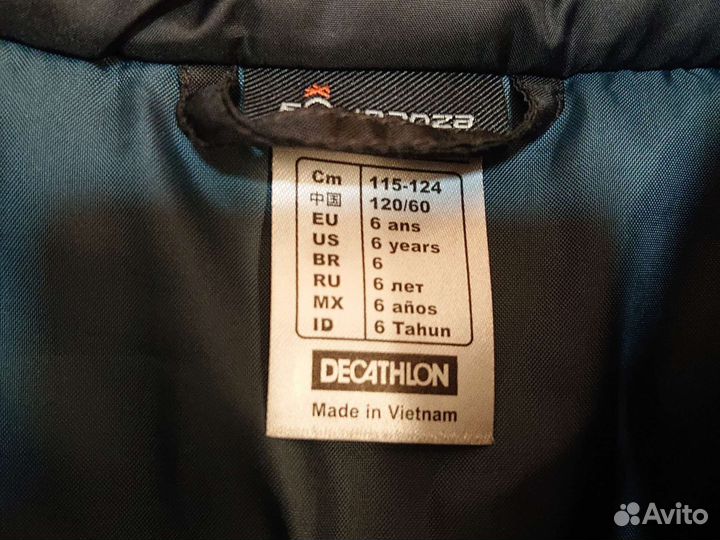 Cm 115-124
中国 120/60
EU 6 ans
US 6 years
BR 6
RU 6 лет
MX 6 años
ID 6 Tahun
DECATHLON
Made in Vietnam
Avito